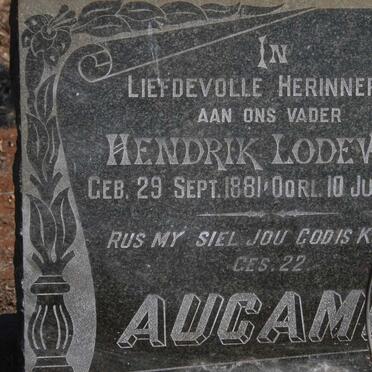 IN
LIEFDEVOLLE HERINNER
AAN ONS VADER
HENDRIK LODEW
GEB. 29 SEPT. 1881 OORL. 10 JU
RUS MY SIEL JOU GOD IS K
GES. 22.
AUCAM